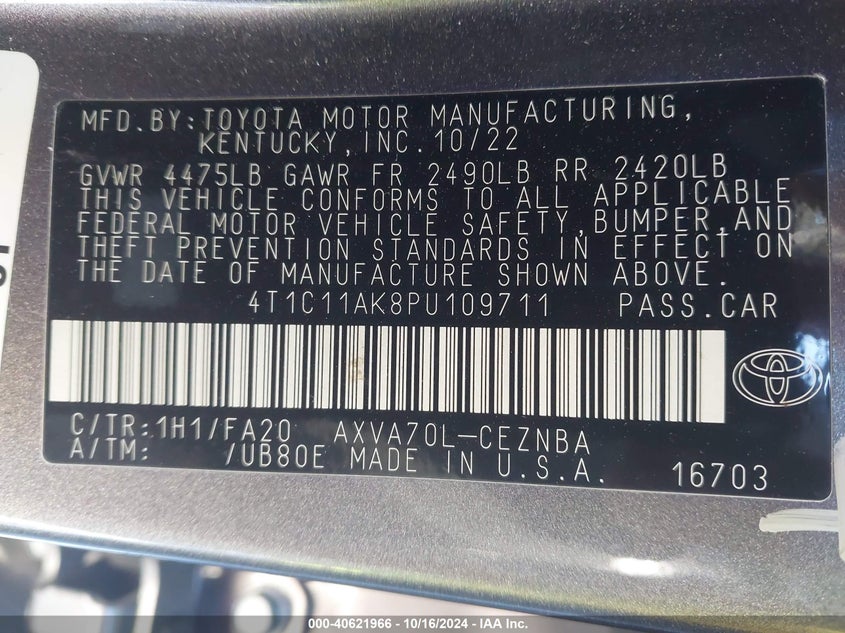 MFD.BY:TOYOTA MOTOR MANUFACTURING,
KENTUCKY,INC.10/22
GVWR 4475LB GAWR FR 2490LB RR 2420LB
THIS VEHICLE CONFORMS TO ALL APPLICABLE
FEDERAL MOTOR VEHICLE SAFETY,BUMPER,AND
THEFT PREVENTION STANDARDS IN EFFECT ON
THE DATE OF MANUFACTURE SHOWN ABOVE.
4T1C11AK8PU109711 PASS.CAR
C/TR:1H1/FA20 AXVA70L-CEZNBA
A/TM: /UB80E MADE IN U.S.A. 16703
000-40621966 - 10/16/2024 - IAA Inc.